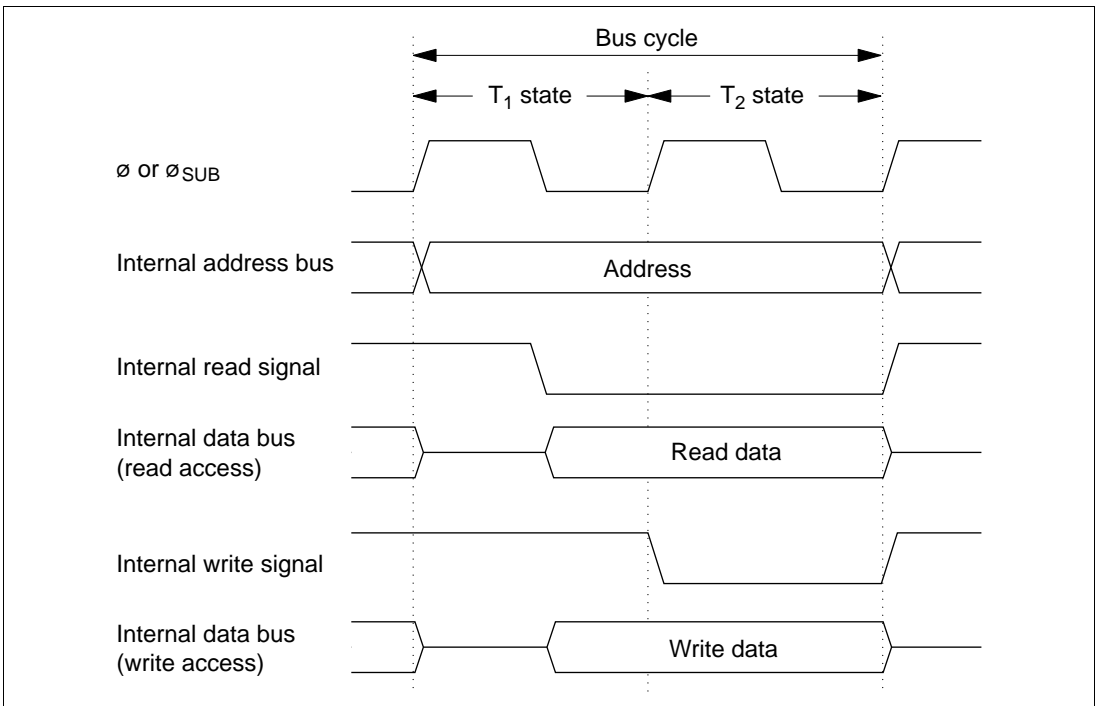 Bus cycle
T₁ state
T₂ state
ø or ø SUB
Internal address bus
Address
Internal read signal
Internal data bus
(read access)
Read data
Internal write signal
Internal data bus
(write access)
Write data